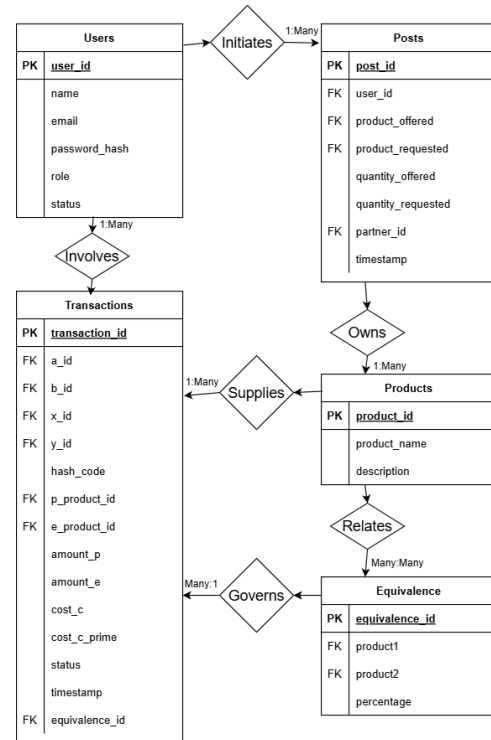 Users
PK user_id
name
email
password_hash
role
status
Initiates
1:Many
Posts
PK post_id
FK user_id
FK product_offered
FK product_requested
quantity_offered
quantity_requested
FK partner_id
timestamp
1:Many
Involves
Transactions
PK transaction_id
FK a_id
FK b_id
FK x_id
FK y_id
hash_code
FK p_product_id
FK e_product_id
amount_p
amount_e
cost_c
cost_c_prime
status
timestamp
FK equivalence_id
Owns
1:Many
1:Many
Supplies
Products
PK product_id
product_name
description
Relates
Many:Many
Many:1
Governs
Equivalence
PK equivalence_id
FK product1
FK product2
percentage